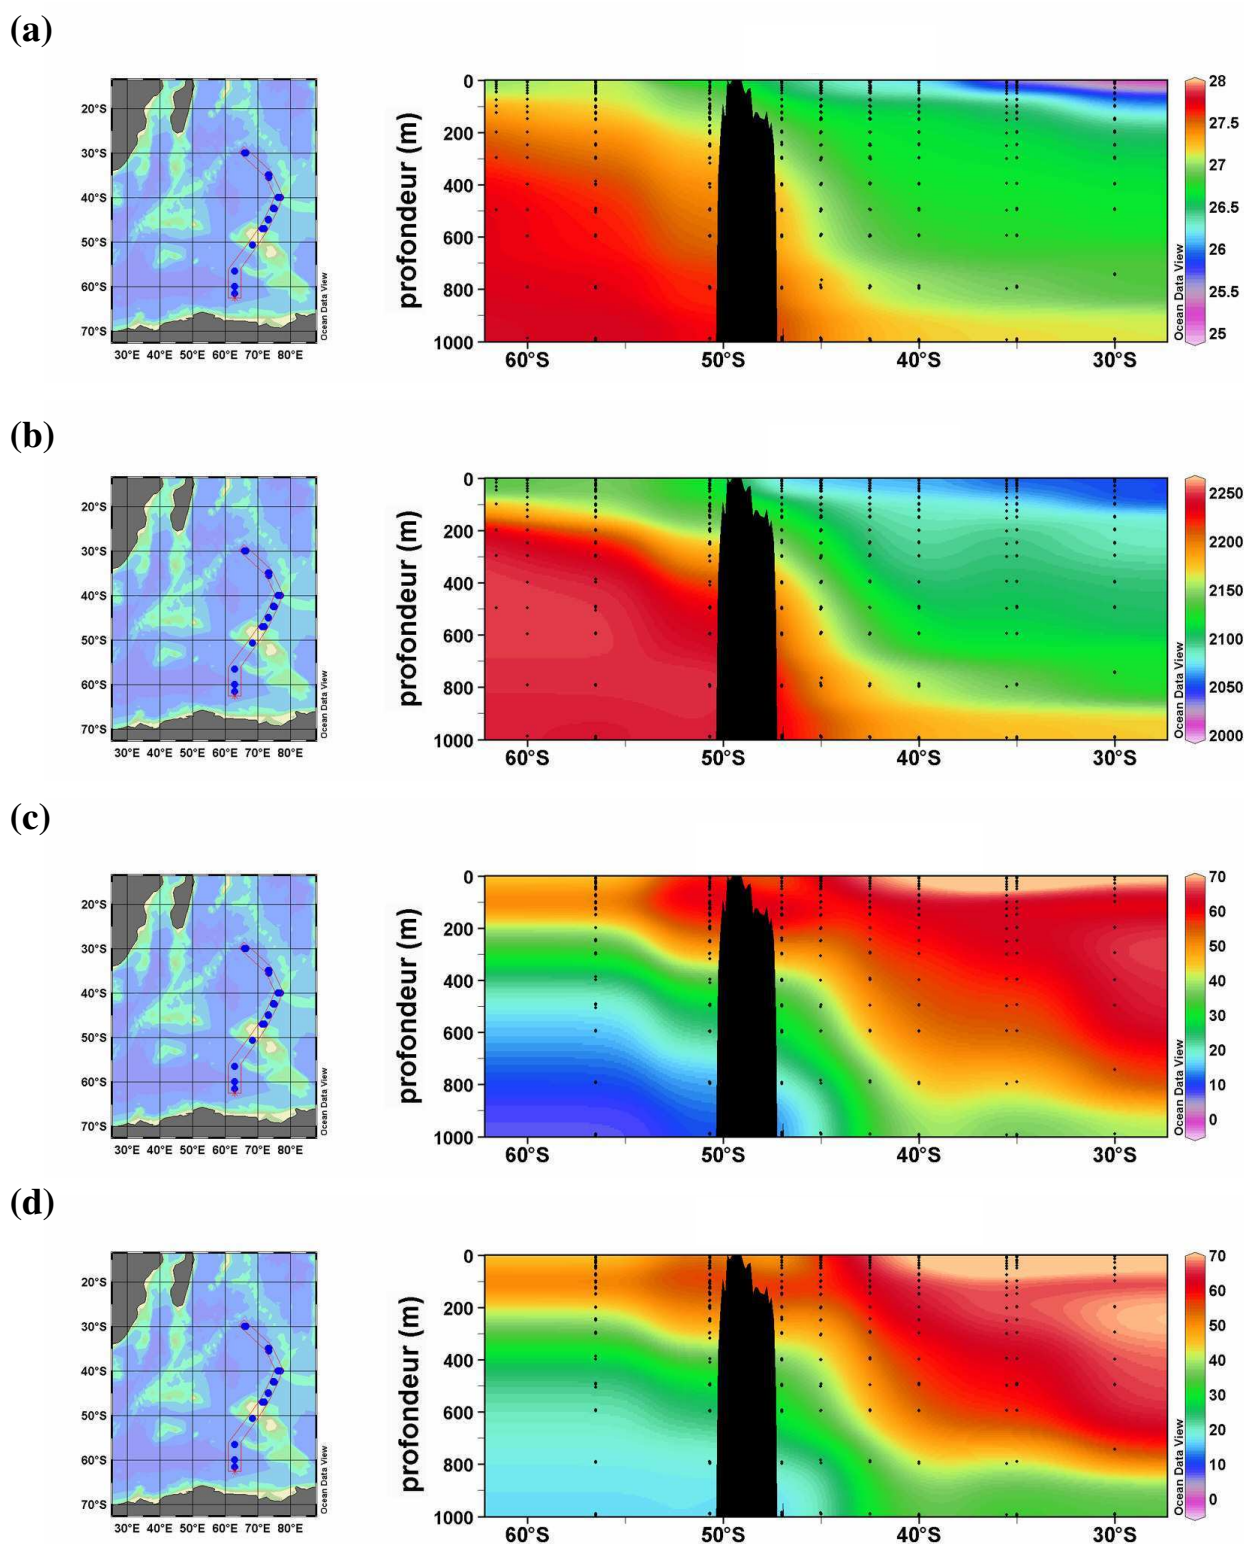 (a)
20°S
30°S
40°S
50°S
60°S
70°S
30°E 40°E 50°E 60°E 70°E 80°E
Ocean Data View
profondeur (m)
0
200
400
600
800
1000
60°S 50°S 40°S 30°S
Ocean Data View
28
27.5
27
26.5
26
25.5
25
(b)
20°S
30°S
40°S
50°S
60°S
70°S
30°E 40°E 50°E 60°E 70°E 80°E
Ocean Data View
profondeur (m)
0
200
400
600
800
1000
60°S 50°S 40°S 30°S
Ocean Data View
2250
2200
2150
2100
2050
2000
(c)
20°S
30°S
40°S
50°S
60°S
70°S
30°E 40°E 50°E 60°E 70°E 80°E
Ocean Data View
profondeur (m)
0
200
400
600
800
1000
60°S 50°S 40°S 30°S
Ocean Data View
70
60
50
40
30
20
10
0
(d)
20°S
30°S
40°S
50°S
60°S
70°S
30°E 40°E 50°E 60°E 70°E 80°E
Ocean Data View
profondeur (m)
0
200
400
600
800
1000
60°S 50°S 40°S 30°S
Ocean Data View
70
60
50
40
30
20
10
0